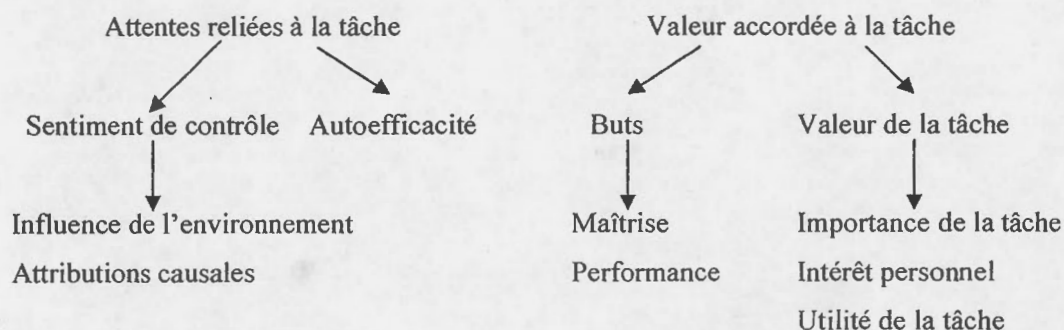 Attentes reliées à la tâche
Valeur accordée à la tâche
Sentiment de contrôle
Autoefficacité
Buts
Valeur de la tâche
Influence de l'environnement
Maîtrise
Importance de la tâche
Attributions causales
Performance
Intérêt personnel
Utilité de la tâche